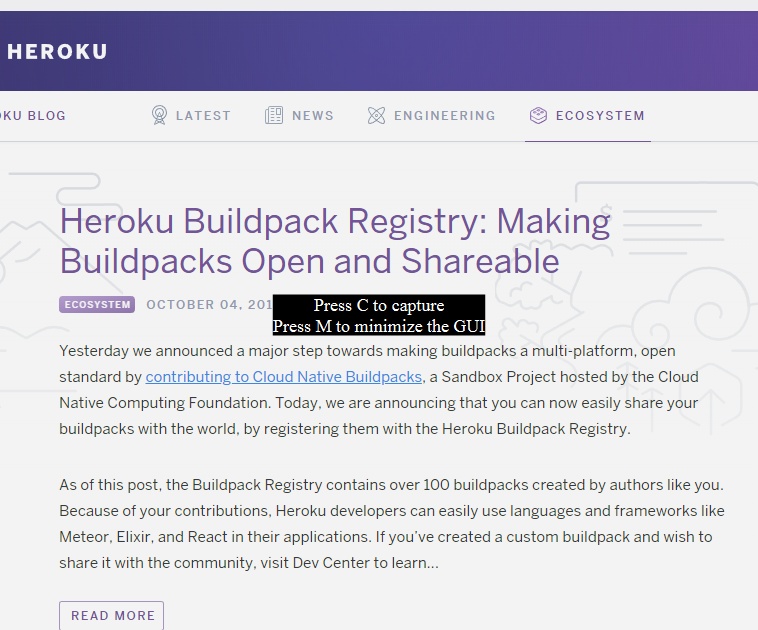 HEROKU
KU BLOG
LATEST
NEWS
ENGINEERING
ECOSYSTEM
Heroku Buildpack Registry: Making
Buildpacks Open and Shareable
ECOSYSTEM
OCTOBER 04, 201
Press C to capture
Press M to minimize the GUI
Yesterday we announced a major step towards making buildpacks a multi-platform, open
standard by contributing to Cloud Native Buildpacks, a Sandbox Project hosted by the Cloud
Native Computing Foundation. Today, we are announcing that you can now easily share your
buildpacks with the world, by registering them with the Heroku Buildpack Registry.
As of this post, the Buildpack Registry contains over 100 buildpacks created by authors like you.
Because of your contributions, Heroku developers can easily use languages and frameworks like
Meteor, Elixir, and React in their applications. If you've created a custom buildpack and wish to
share it with the community, visit Dev Center to learn...
READ MORE